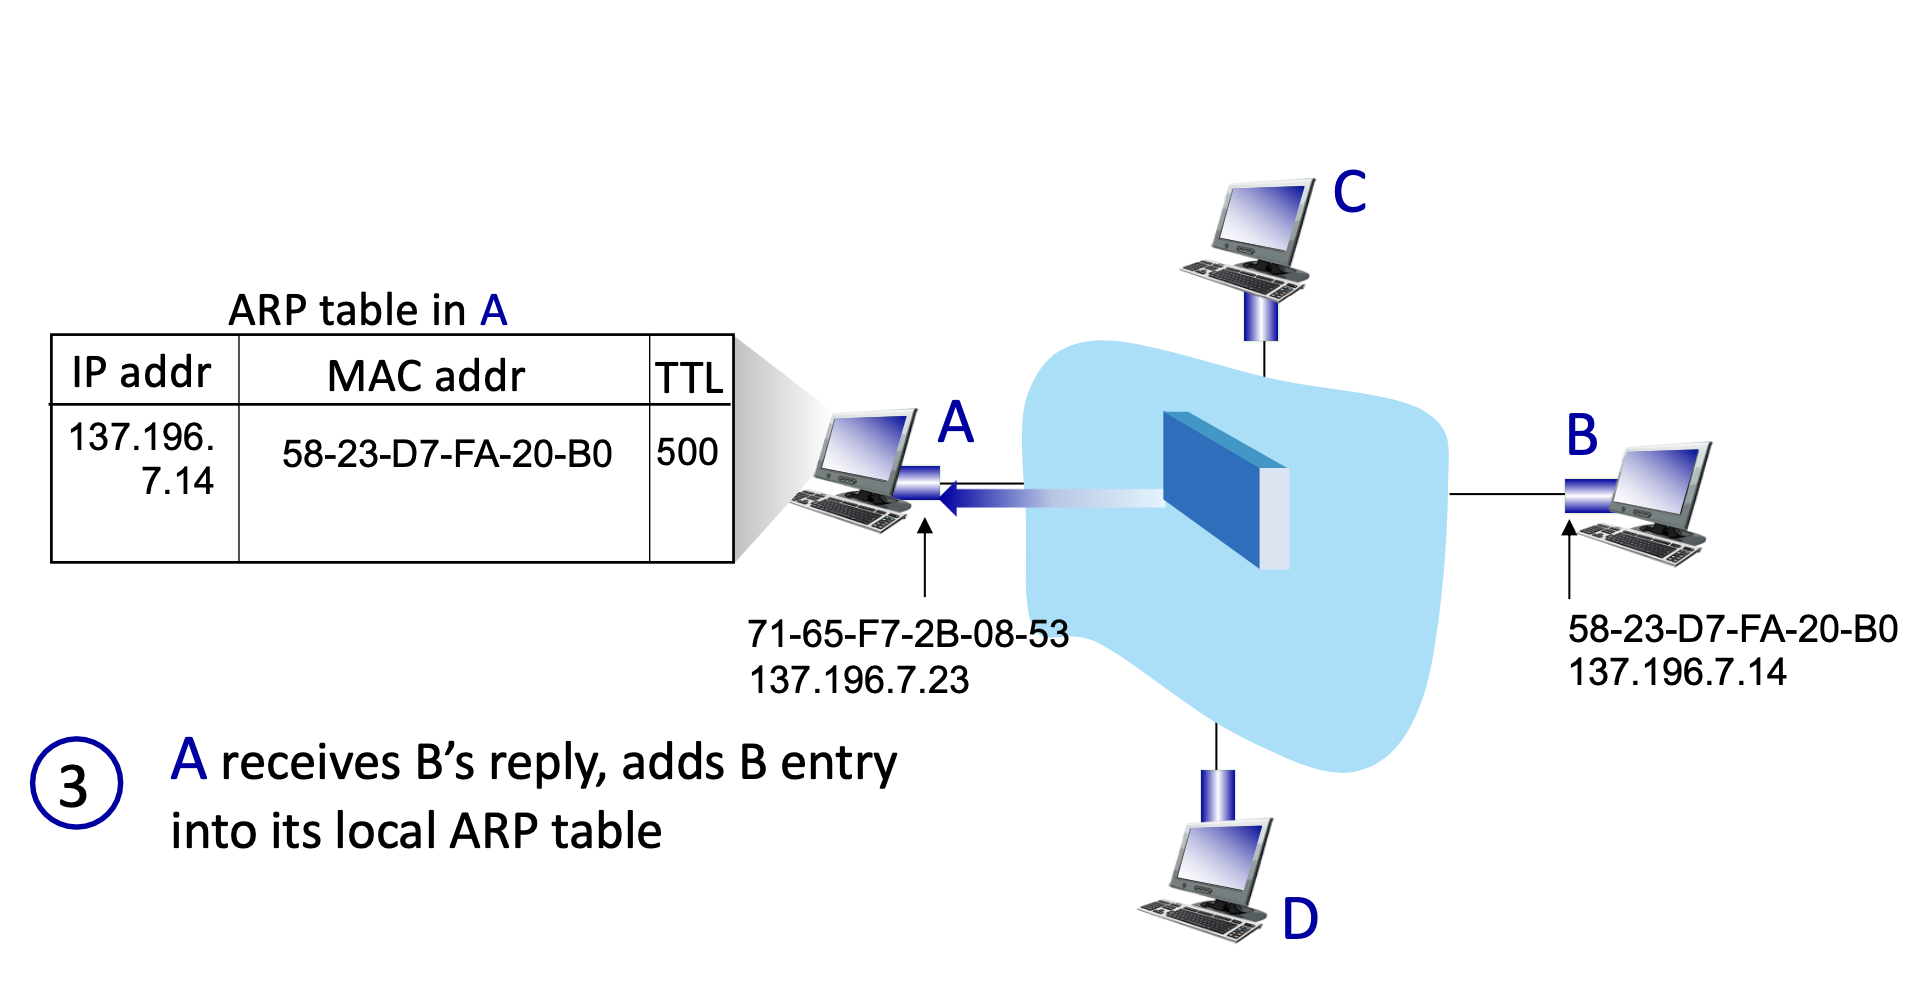 C
ARP table in A
IP addr MAC addr TTL
137.196.
7.14
58-23-D7-FA-20-B0
500
A
B
71-65-F7-2B-08-53
137.196.7.23
58-23-D7-FA-20-B0
137.196.7.14
3
A receives B’s reply, adds B entry
into its local ARP table
D